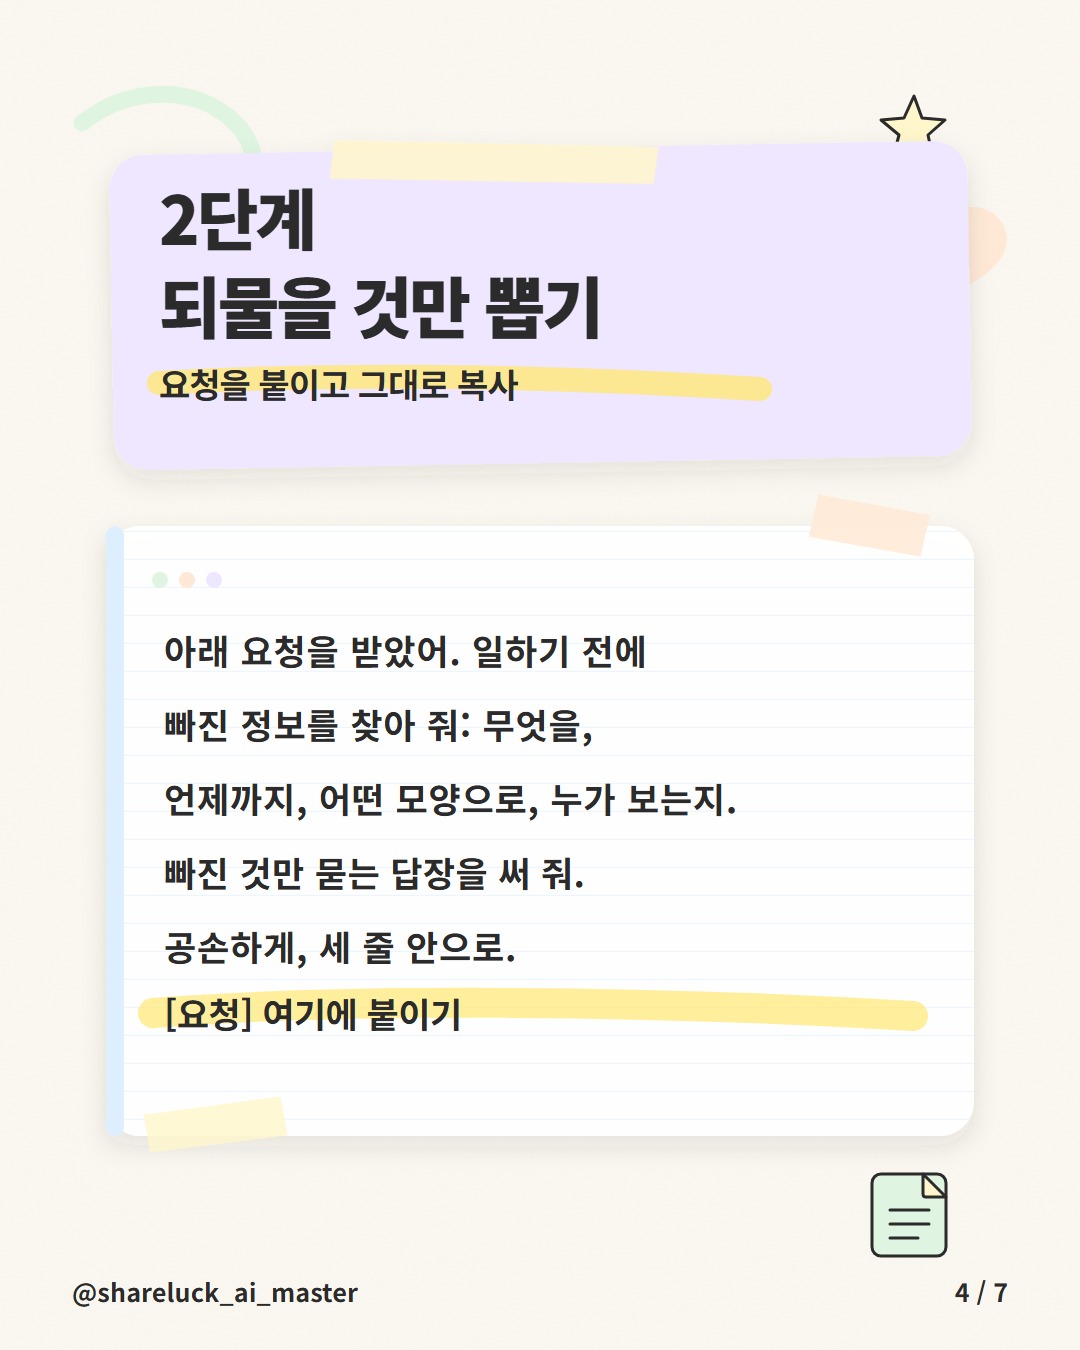 2단계
되물을 것만 뽑기
요청을 붙이고 그대로 복사
아래 요청을 받았어. 일하기 전에
빠진 정보를 찾아 줘: 무엇을,
언제까지, 어떤 모양으로, 누가 보는지.
빠진 것만 묻는 답장을 써 줘.
공손하게, 세 줄 안으로.
[요청] 여기에 붙이기
@shareluck_ai_master
4 / 7